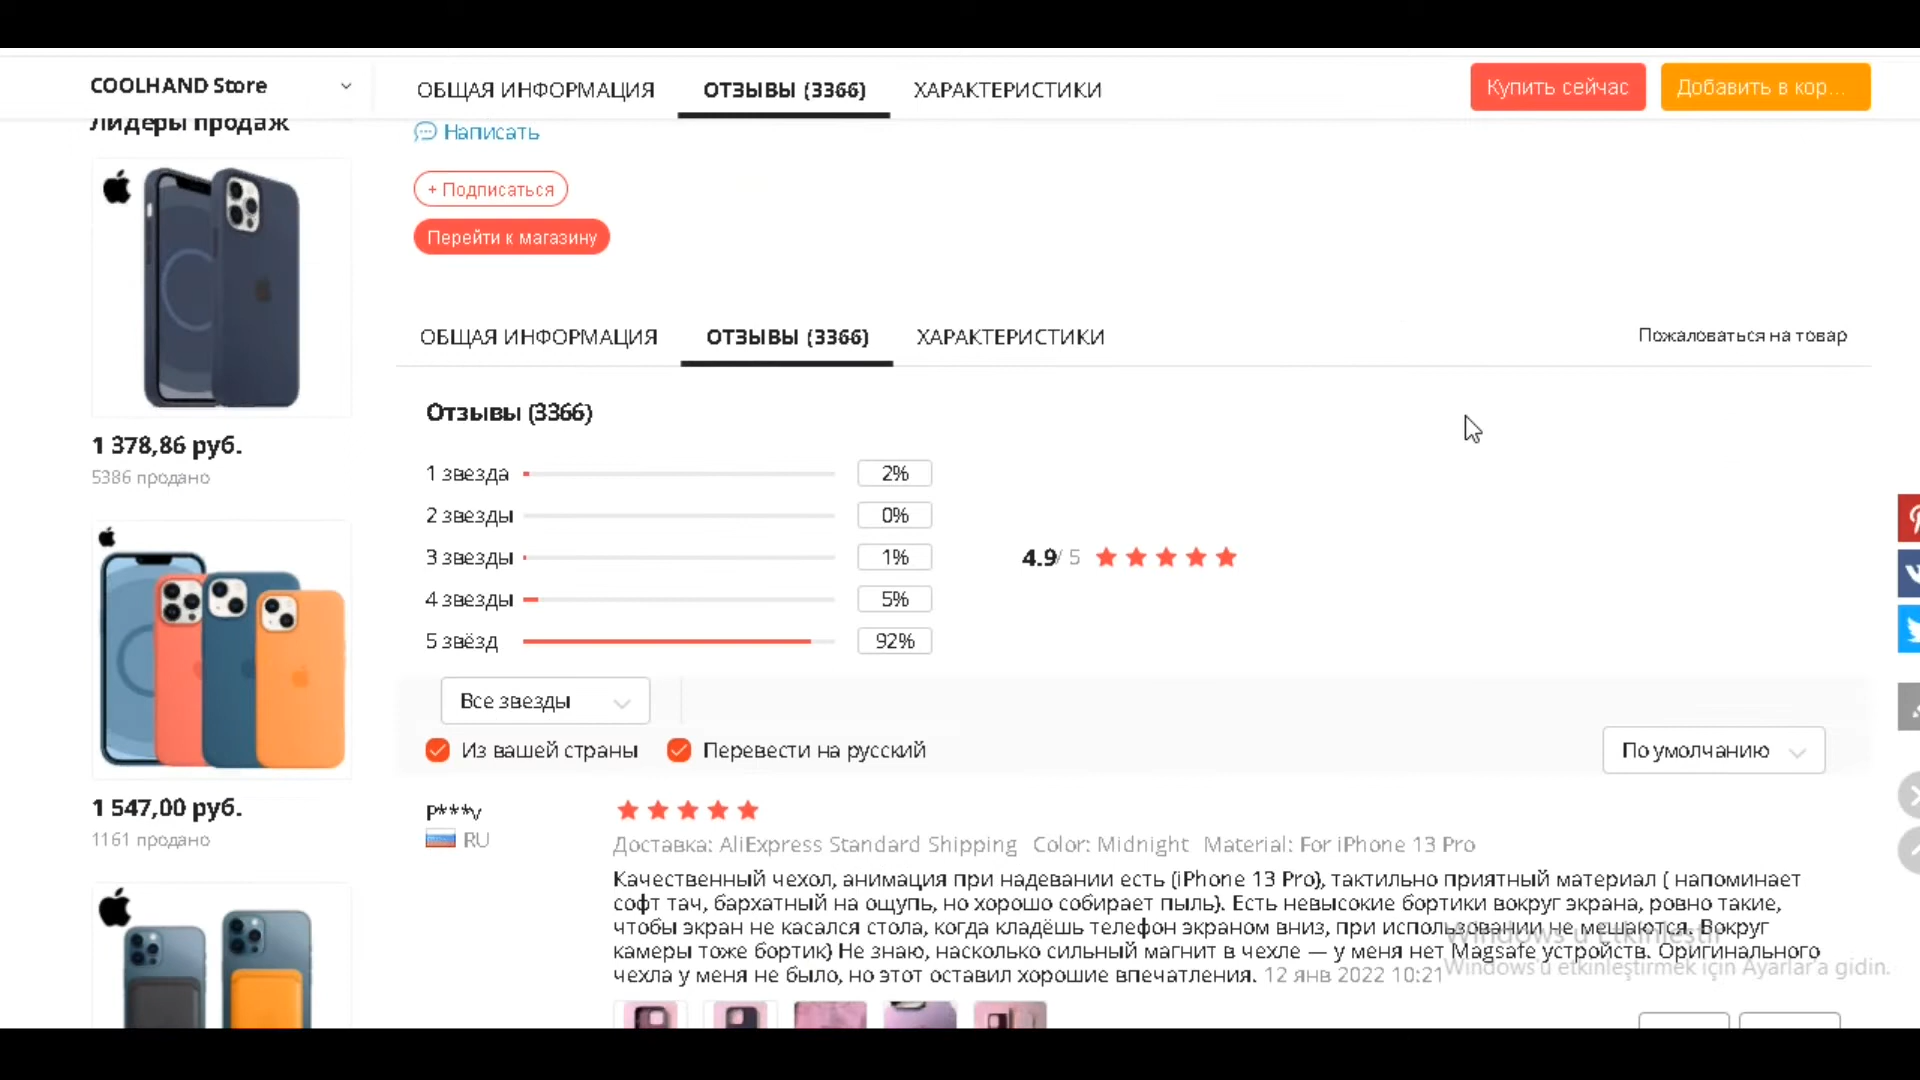 COOLHAND Store
ОБЩАЯ ИНФОРМАЦИЯ
ОТЗЫВЫ (3366)
ХАРАКТЕРИСТИКИ
Купить сейчас
Добавить в кор...
Лидеры продаж
Написать
+ Подписаться
Перейти к магазину
1 378,86 руб.
5386 продано
1 547,00 руб.
1161 продано
ОБЩАЯ ИНФОРМАЦИЯ
ОТЗЫВЫ (3366)
ХАРАКТЕРИСТИКИ
Пожаловаться на товар
Отзывы (3366)
1 звезда 2%
2 звезды 0%
3 звезды 1%
4 звезды 5%
5 звёзд 92%
4.9 / 5
Все звезды
Из вашей страны
Перевести на русский
По умолчанию
P***v
RU
Доставка: AliExpress Standard Shipping Color: Midnight Material: For iPhone 13 Pro
Качественный чехол, анимация при надевании есть (iPhone 13 Pro), тактильно приятный материал ( напоминает
софт тач, бархатный на ощупь, но хорошо собирает пыль). Есть невысокие бортики вокруг экрана, ровно такие,
чтобы экран не касался стола, когда кладёшь телефон экраном вниз, при использовании не мешаются. Вокруг
камеры тоже бортик) Не знаю, насколько сильный магнит в чехле — у меня нет Magsafe устройств. Оригинального
чехла у меня не было, но этот оставил хорошие впечатления. 12 янв 2022 10:21
Windows'u Etkinleştir
Windows'u etkinleştirmek için Ayarlar'a gidin.